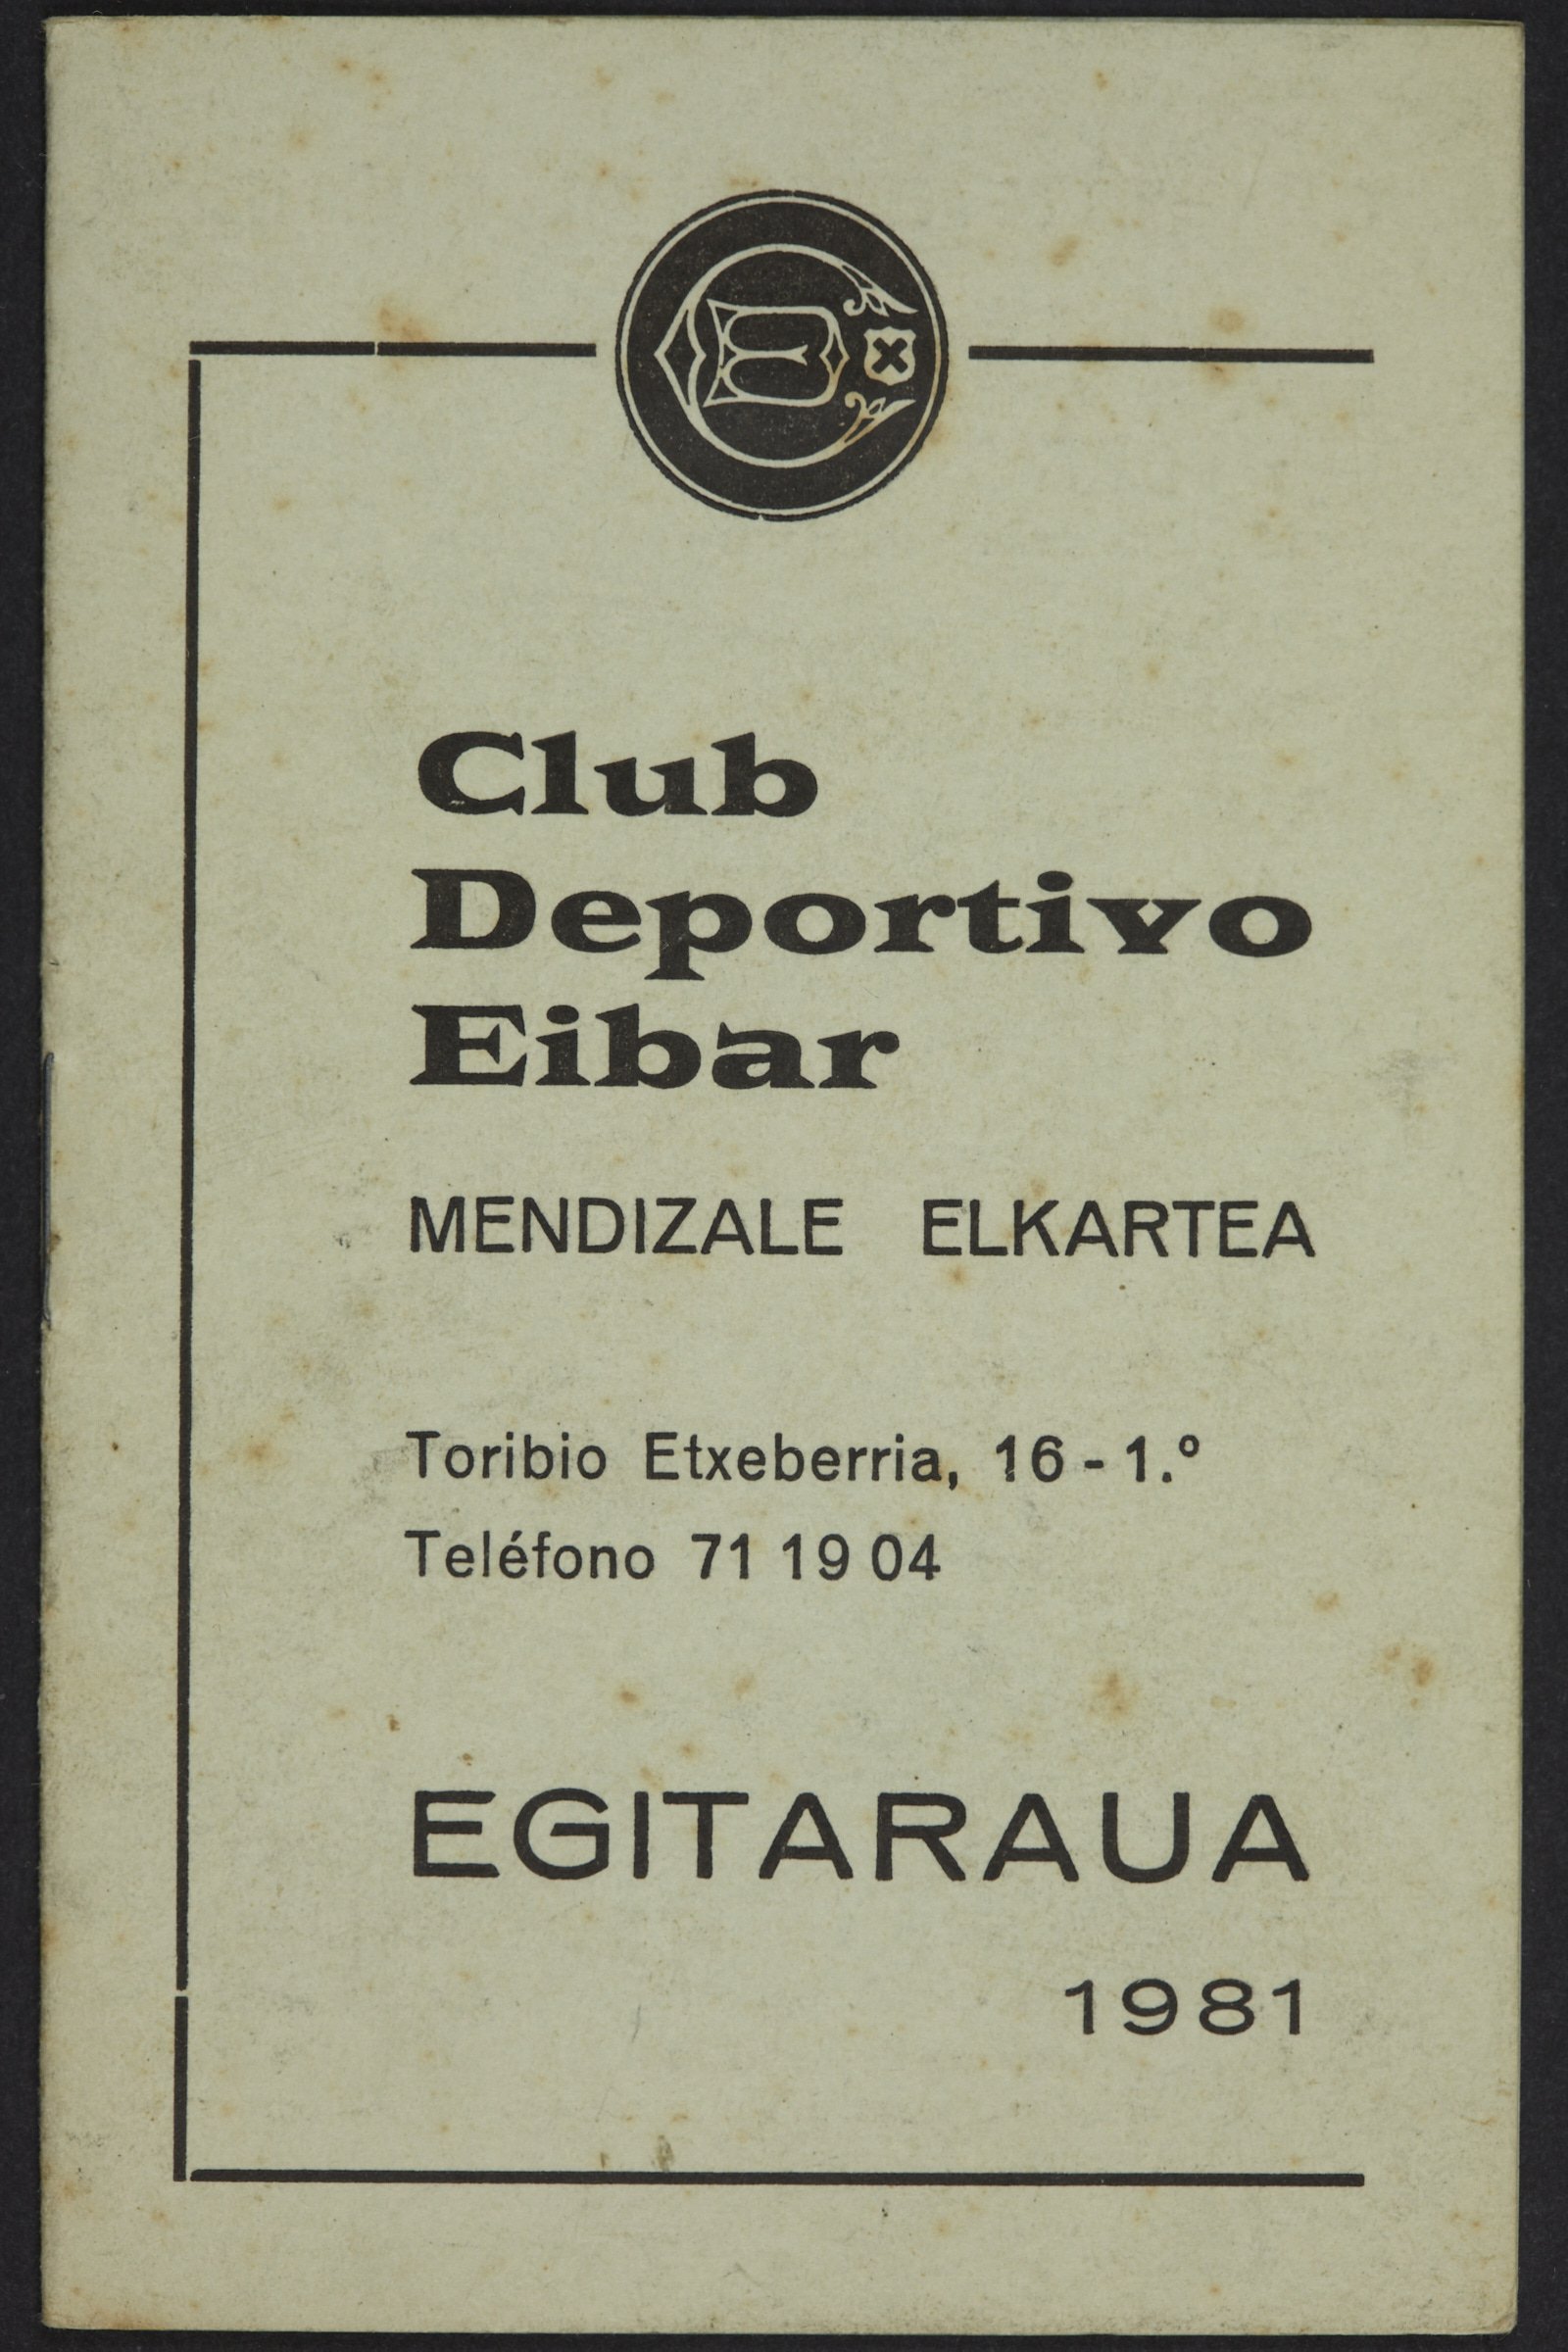 Club
Deportivo
Eibar
MENDIZALE ELKARTEA
Toribio Etxeberria, 16 - 1.º
Teléfono 71 19 04
EGITARAUA
1981